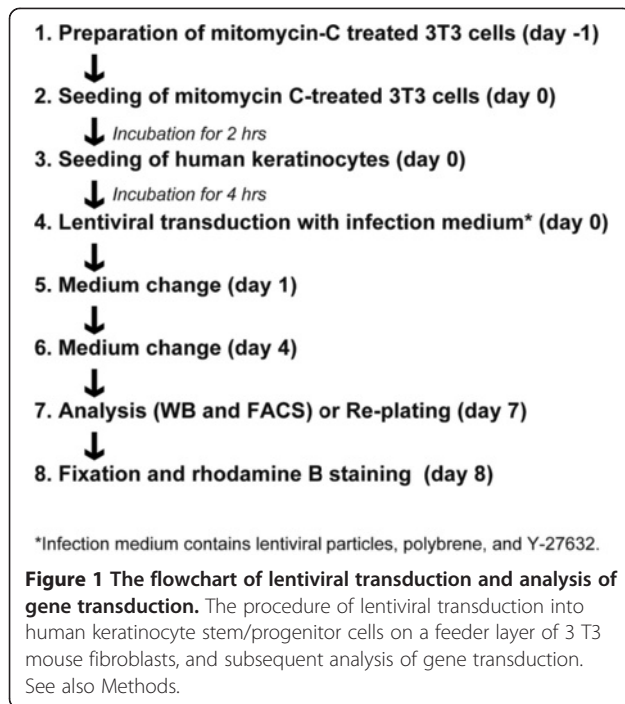 1. Preparation of mitomycin-C treated 3T3 cells (day -1)
2. Seeding of mitomycin C-treated 3T3 cells (day 0)
Incubation for 2 hrs
3. Seeding of human keratinocytes (day 0)
Incubation for 4 hrs
4. Lentiviral transduction with infection medium* (day 0)
5. Medium change (day 1)
6. Medium change (day 4)
7. Analysis (WB and FACS) or Re-plating (day 7)
8. Fixation and rhodamine B staining (day 8)
*Infection medium contains lentiviral particles, polybrene, and Y-27632.
Figure 1 The flowchart of lentiviral transduction and analysis of
gene transduction. The procedure of lentiviral transduction into
human keratinocyte stem/progenitor cells on a feeder layer of 3 T3
mouse fibroblasts, and subsequent analysis of gene transduction.
See also Methods.